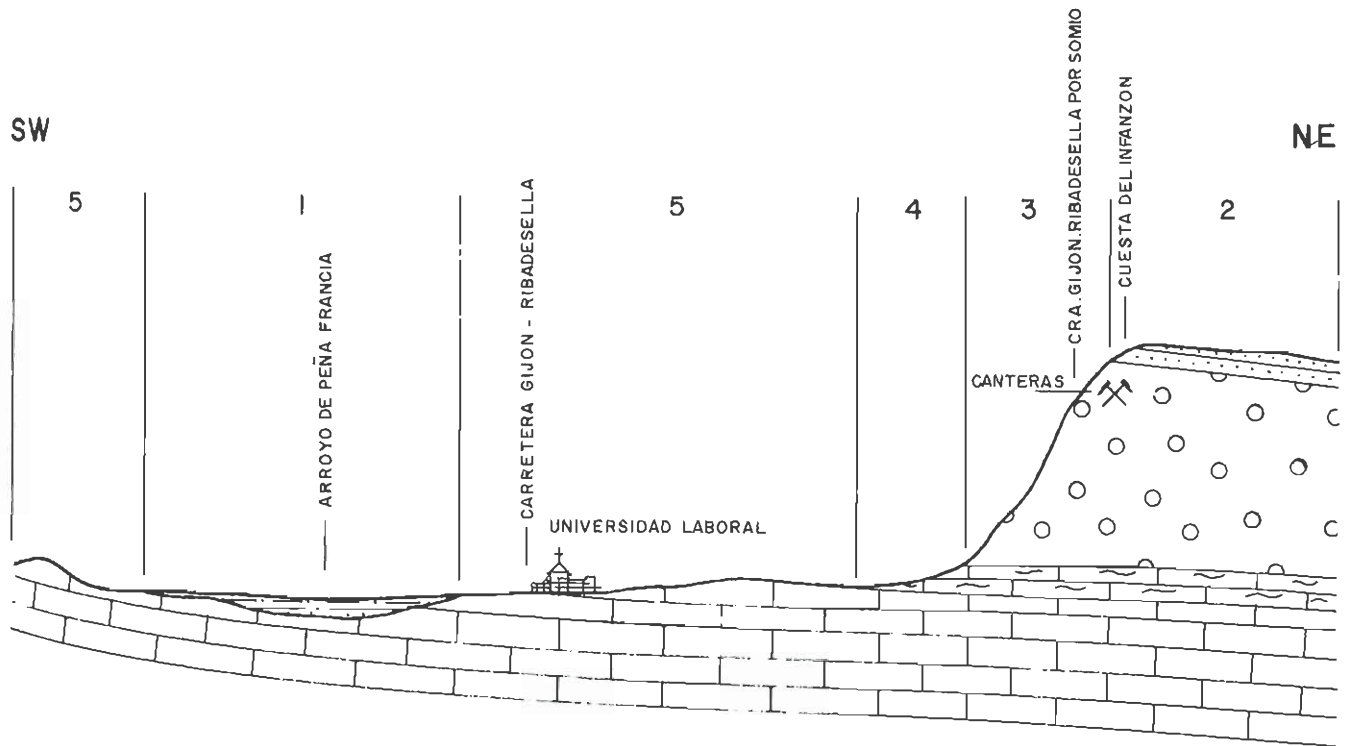 SW
NE
5
1
5
4
3
2
ARROYO DE PEÑA FRANCIA
CARRETERA GIJON - RIBADESELLA
CRA. GIJON.RIBADESELLA POR SOMIO
CUESTA DEL INFANZON
CANTERAS
UNIVERSIDAD LABORAL